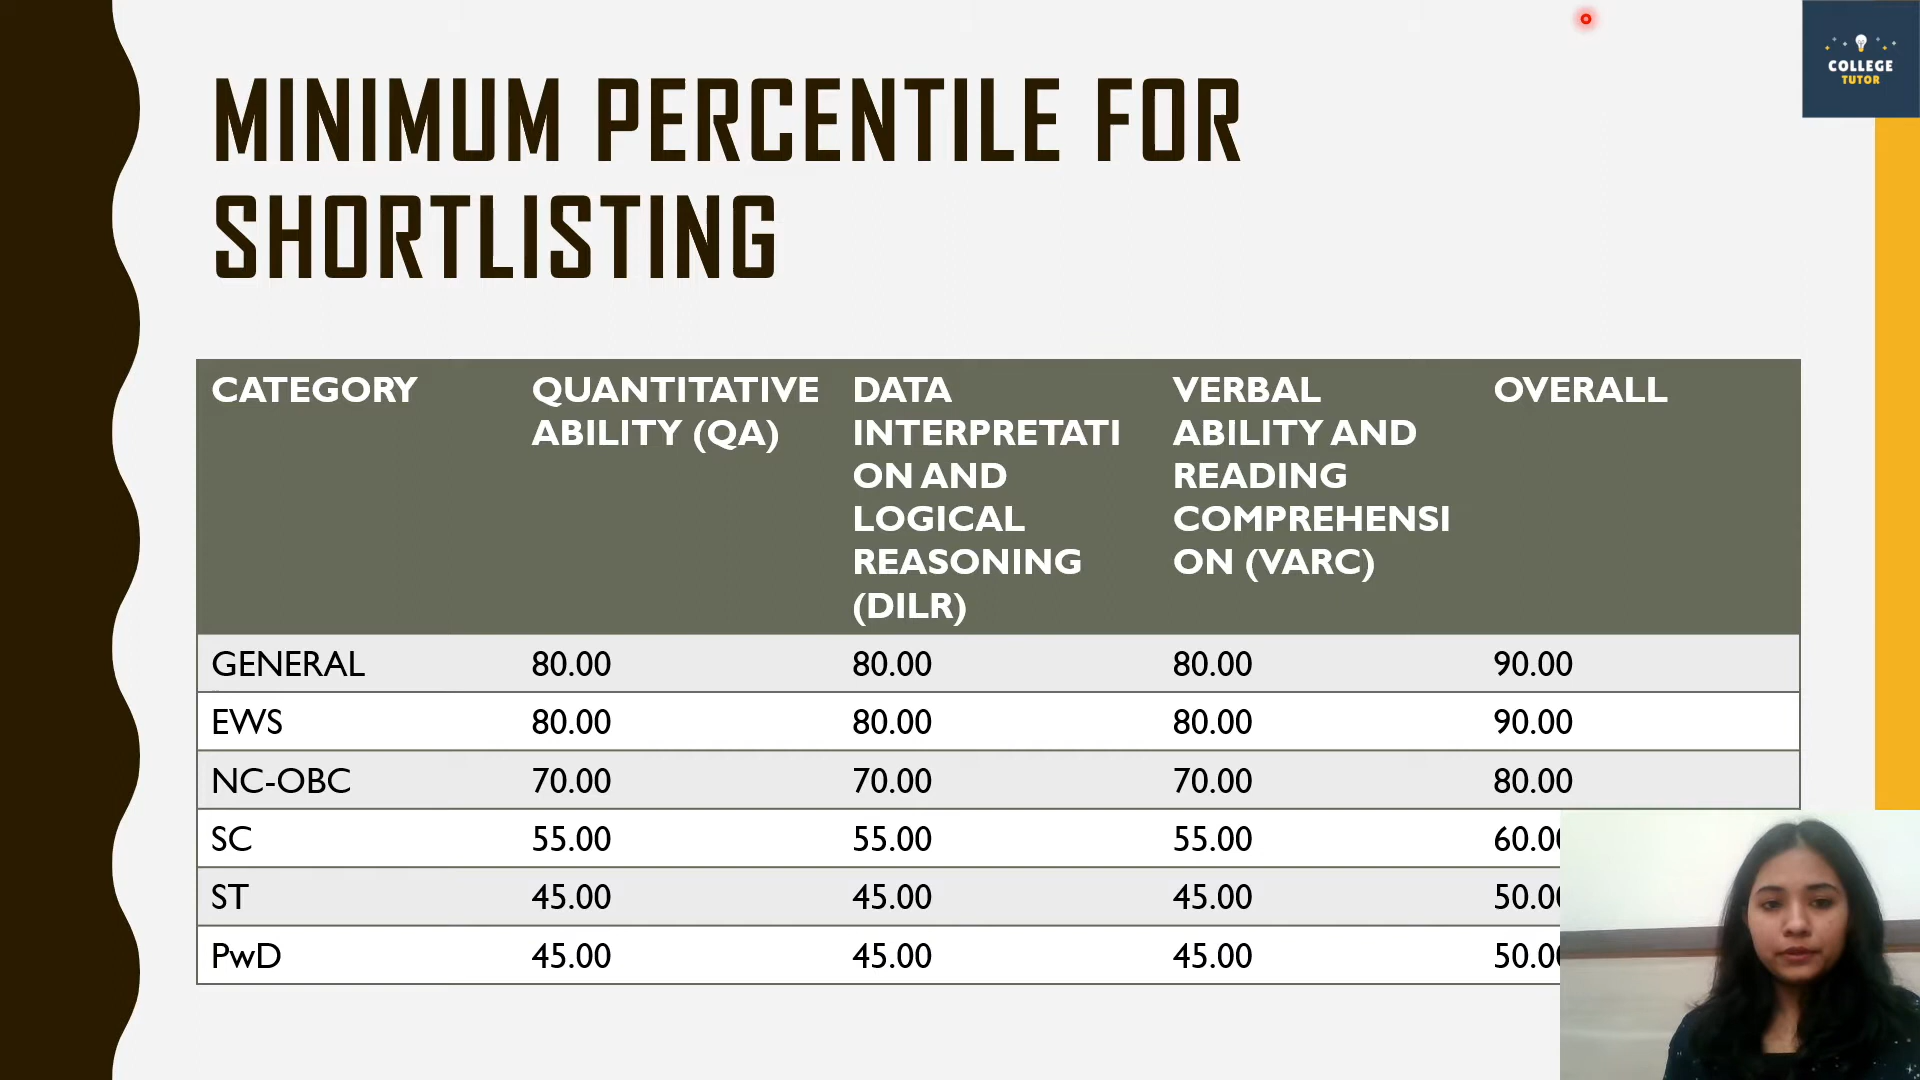 COLLEGE
TUTOR
MINIMUM PERCENTILE FOR
SHORTLISTING
CATEGORY
QUANTITATIVE
ABILITY (QA)
DATA
INTERPRETATI
ON AND
LOGICAL
REASONING
(DILR)
VERBAL
ABILITY AND
READING
COMPREHENSI
ON (VARC)
OVERALL
GENERAL 80.00 80.00 80.00 90.00
EWS 80.00 80.00 80.00 90.00
NC-OBC 70.00 70.00 70.00 80.00
SC 55.00 55.00 55.00
ST 45.00 45.00 45.00
PwD 45.00 45.00 45.00